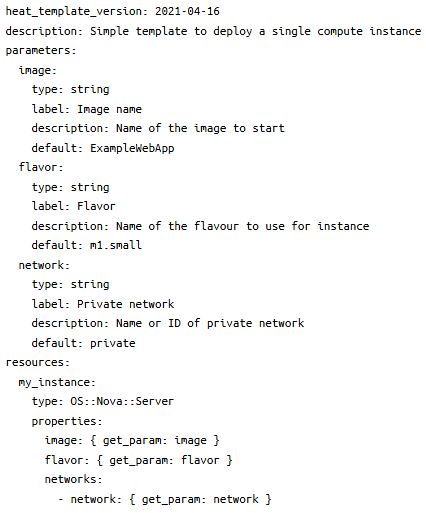 heat_template_version: 2021-04-16
description: Simple template to deploy a single compute instance
parameters:
  image:
    type: string
    label: Image name
    description: Name of the image to start
    default: ExampleWebApp
  flavor:
    type: string
    label: Flavor
    description: Name of the flavour to use for instance
    default: m1.small
  network:
    type: string
    label: Private network
    description: Name or ID of private network
    default: private
resources:
  my_instance:
    type: OS::Nova::Server
    properties:
      image: { get_param: image }
      flavor: { get_param: flavor }
      networks:
        - network: { get_param: network }